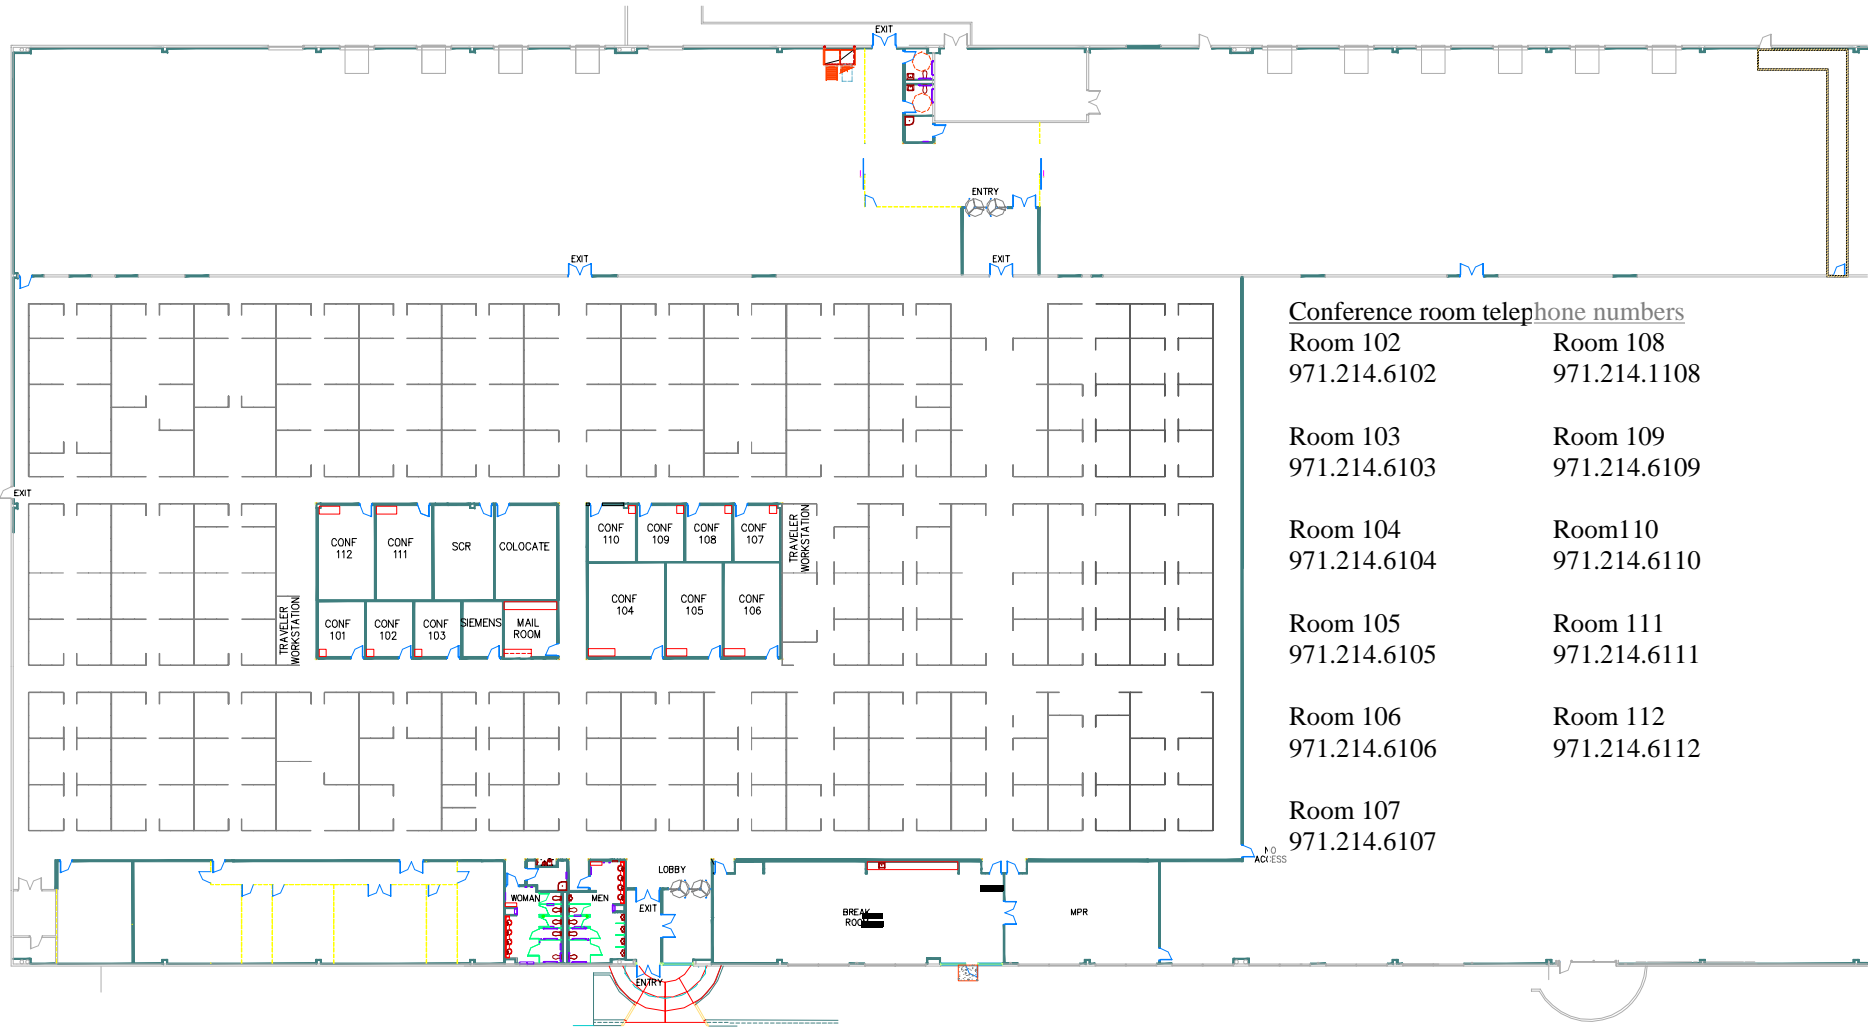 EXIT
ENTRY
EXIT
EXIT
Conference room telephone numbers
Room 102
971.214.6102
Room 103
971.214.6103
Room 104
971.214.6104
Room 105
971.214.6105
Room 106
971.214.6106
Room 107
971.214.6107
Room 108
971.214.1108
Room 109
971.214.6109
Room110
971.214.6110
Room 111
971.214.6111
Room 112
971.214.6112
EXIT
CONF
112
CONF
111
SCR
COLOCATE
CONF
110
CONF
109
CONF
108
CONF
107
TRAVELER
WORKSTATION
TRAVELER
WORKSTATION
CONF
101
CONF
102
CONF
103
SIEMENS
MAIL
ROOM
CONF
104
CONF
105
CONF
106
NO
ACCESS
LOBBY
WOMAN
MEN
EXIT
BREAK
ROOM
MPR
ENTRY